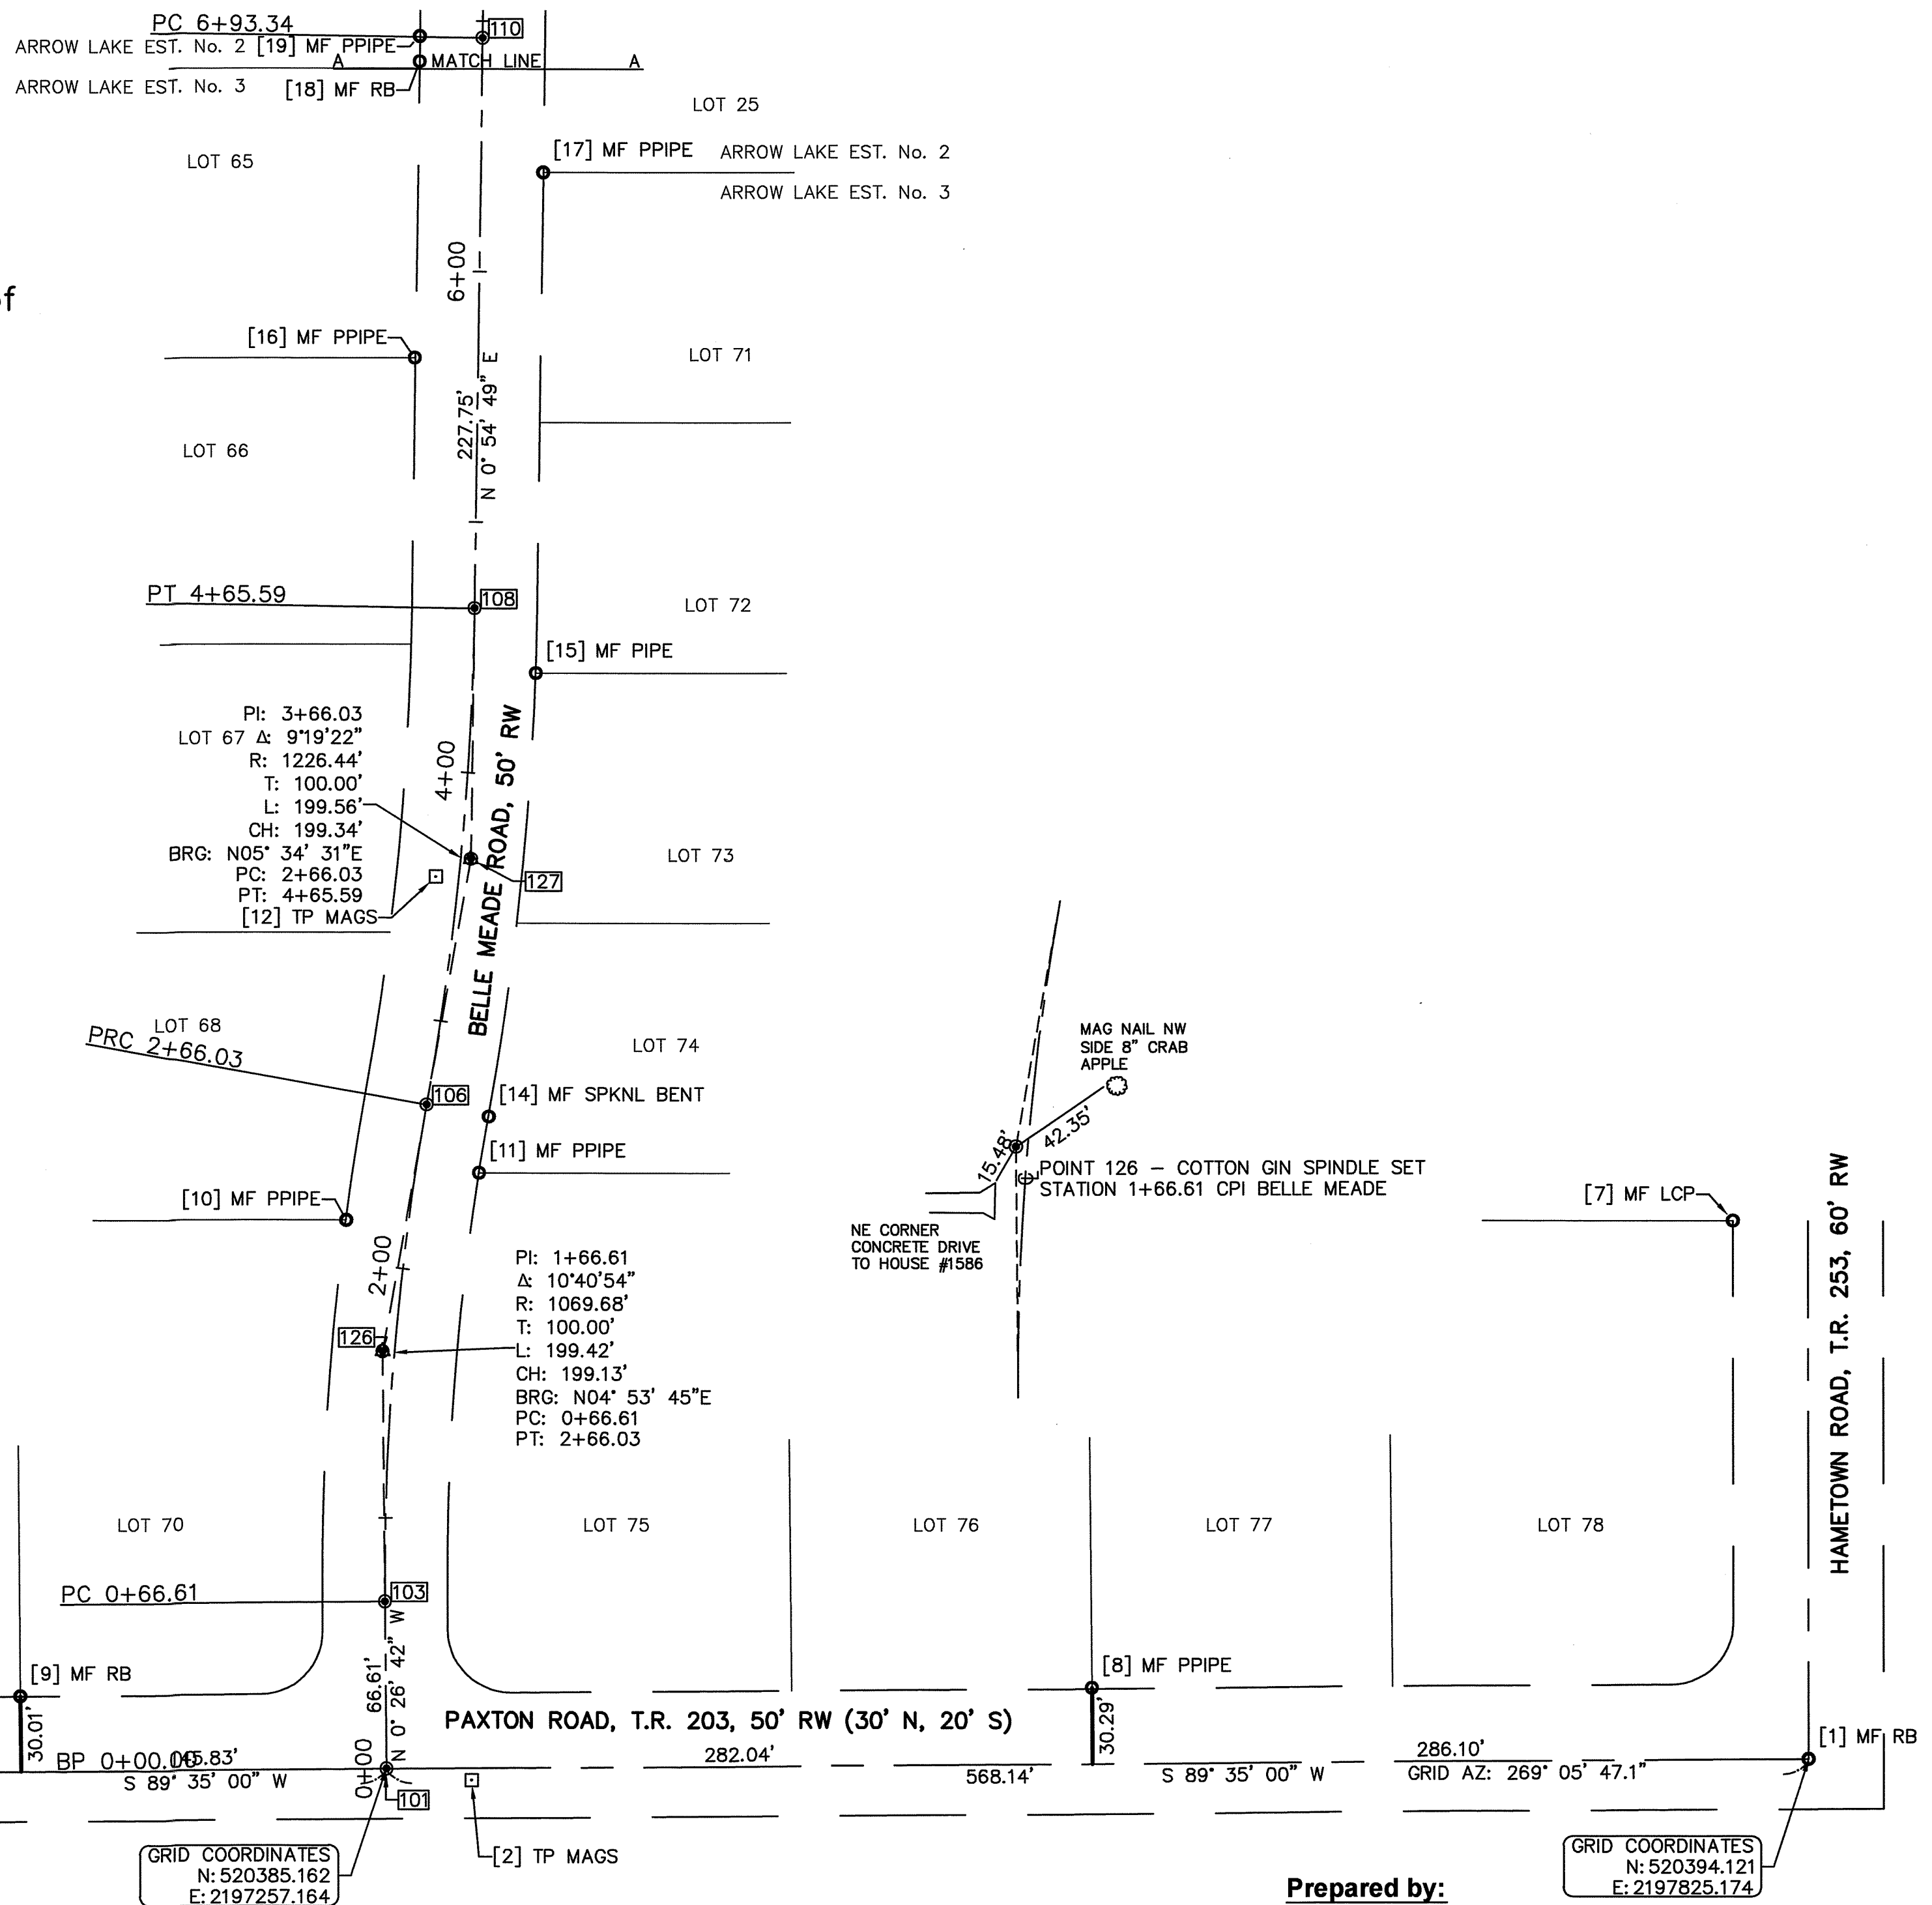 PC 6+93.34
110
ARROW LAKE EST. No. 2 [19] MF PPIPE
A MATCH LINE A
ARROW LAKE EST. No. 3 [18] MF RB
LOT 25
LOT 65
[17] MF PPIPE ARROW LAKE EST. No. 2
ARROW LAKE EST. No. 3
6+00
f
[16] MF PPIPE
LOT 71
227.75'
N 0° 54' 49" E
LOT 66
PT 4+65.59
108
LOT 72
[15] MF PIPE
PI: 3+66.03
LOT 67 Δ: 9°19'22"
R: 1226.44'
T: 100.00'
L: 199.56'
CH: 199.34'
BRG: N05° 34' 31"E
PC: 2+66.03
PT: 4+65.59
[12] TP MAGS
4+00
BELLE MEADE ROAD, 50' RW
127
LOT 73
LOT 68
PRC 2+66.03
LOT 74
106
[14] MF SPKNL BENT
[11] MF PPIPE
[10] MF PPIPE
MAG NAIL NW
SIDE 8" CRAB
APPLE
42.35'
15.48'
POINT 126 – COTTON GIN SPINDLE SET
STATION 1+66.61 CPI BELLE MEADE
NE CORNER
CONCRETE DRIVE
TO HOUSE #1586
[7] MF LCP
HAMETOWN ROAD, T.R. 253, 60' RW
2+00
126
PI: 1+66.61
Δ: 10°40'54"
R: 1069.68'
T: 100.00'
L: 199.42'
CH: 199.13'
BRG: N04° 53' 45"E
PC: 0+66.61
PT: 2+66.03
LOT 70
LOT 75
LOT 76
LOT 77
LOT 78
PC 0+66.61
103
66.61'
N 0° 26' 42" W
[9] MF RB
30.01'
[8] MF PPIPE
30.29'
PAXTON ROAD, T.R. 203, 50' RW (30' N, 20' S)
[1] MF RB
BP 0+00.00
145.83'
S 89° 35' 00" W
0+00
101
282.04'
568.14'
S 89° 35' 00" W
286.10'
GRID AZ: 269° 05' 47.1"
[2] TP MAGS
GRID COORDINATES
N: 520385.162
E: 2197257.164
GRID COORDINATES
N: 520394.121
E: 2197825.174
Prepared by: